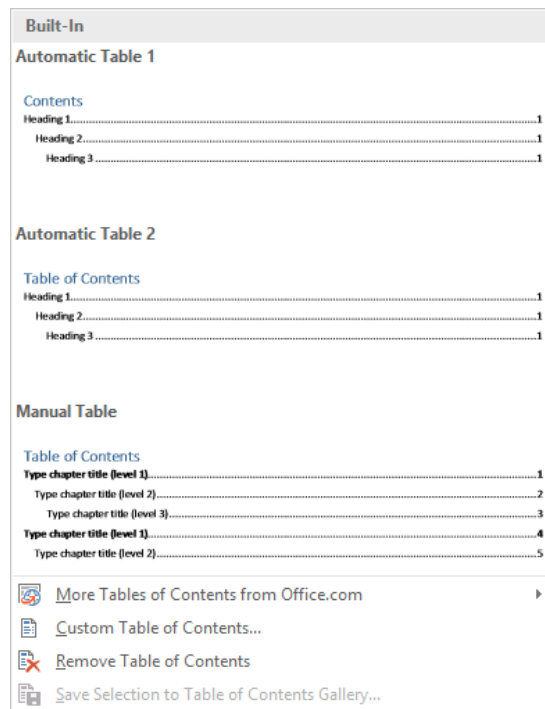 Built-In
Automatic Table 1
Contents
Heading 1....................................................................................................1
Heading 2....................................................................................................1
Heading 3....................................................................................................1
Automatic Table 2
Table of Contents
Heading 1....................................................................................................1
Heading 2....................................................................................................1
Heading 3....................................................................................................1
Manual Table
Table of Contents
Type chapter title (level 1)................................................................................1
Type chapter title (level 2)................................................................................2
Type chapter title (level 3)................................................................................3
Type chapter title (level 1)................................................................................4
Type chapter title (level 2)................................................................................5
More Tables of Contents from Office.com
Custom Table of Contents...
Remove Table of Contents
Save Selection to Table of Contents Gallery...